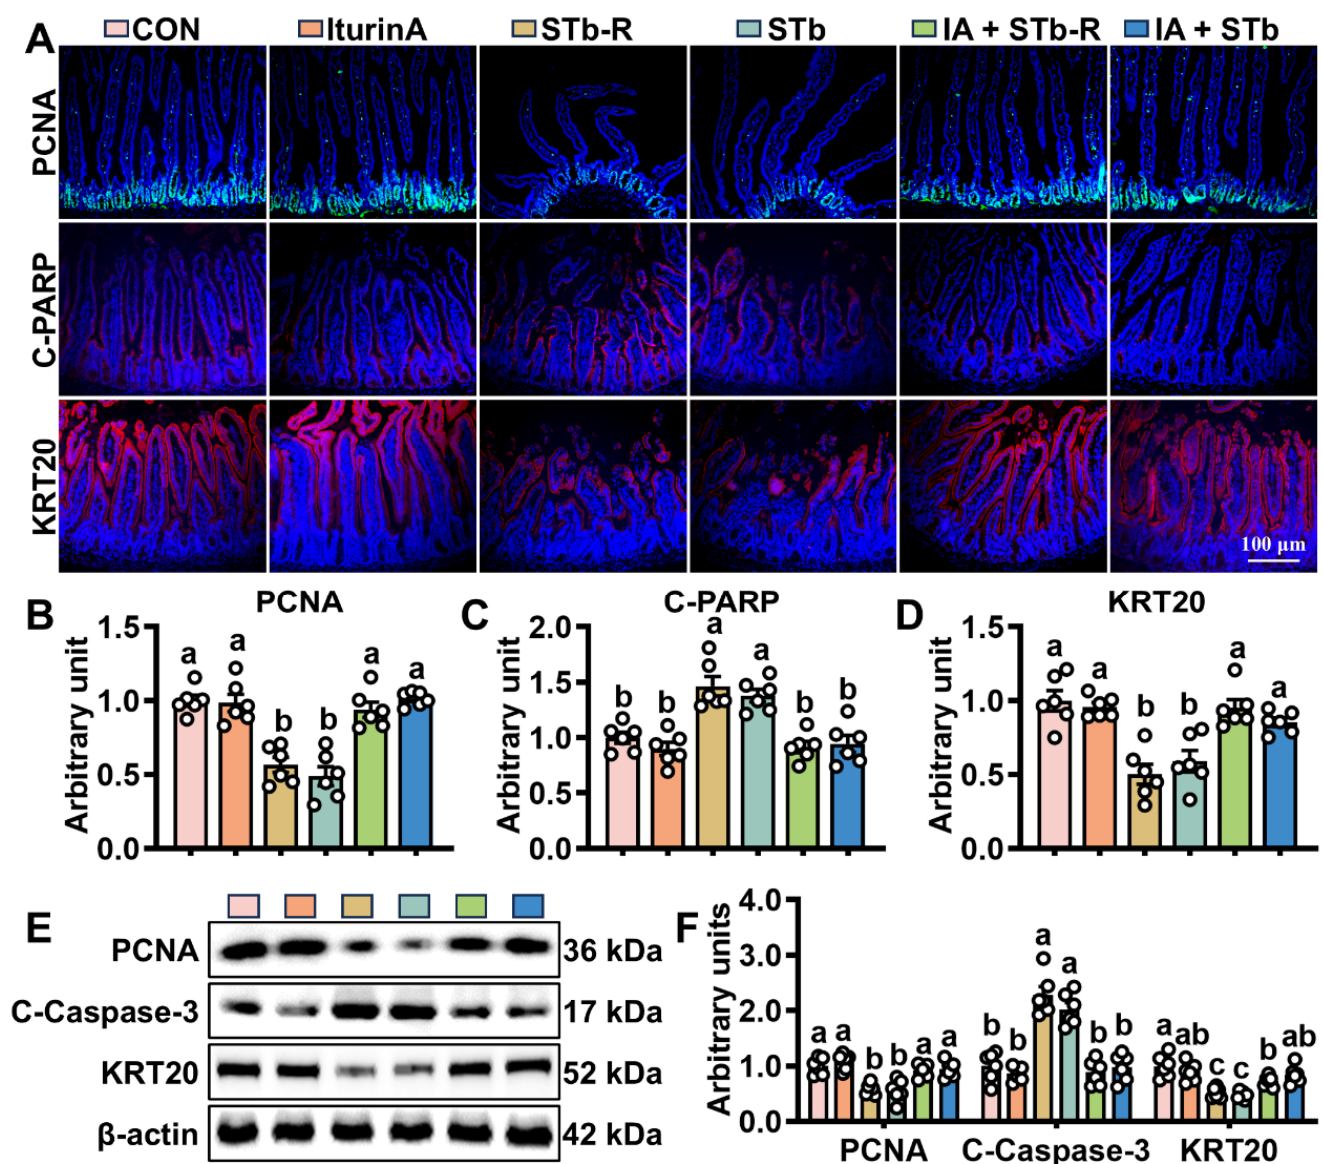 A CON IturinA STb-R STb IA + STb-R IA + STb
PCNA
C-PARP
KRT20
100 μm
B PCNA
Arbitrary unit
1.5
1.0
0.5
0.0
a a b b a a
C C-PARP
Arbitrary unit
2.0
1.5
1.0
0.5
0.0
b b a a b b
D KRT20
Arbitrary unit
1.5
1.0
0.5
0.0
a a b b a a
E
PCNA 36 kDa
C-Caspase-3 17 kDa
KRT20 52 kDa
β-actin 42 kDa
F
Arbitrary units
4.0
3.0
2.0
1.0
0.0
a a b b a a b b a a b b a ab c c b ab
PCNA C-Caspase-3 KRT20